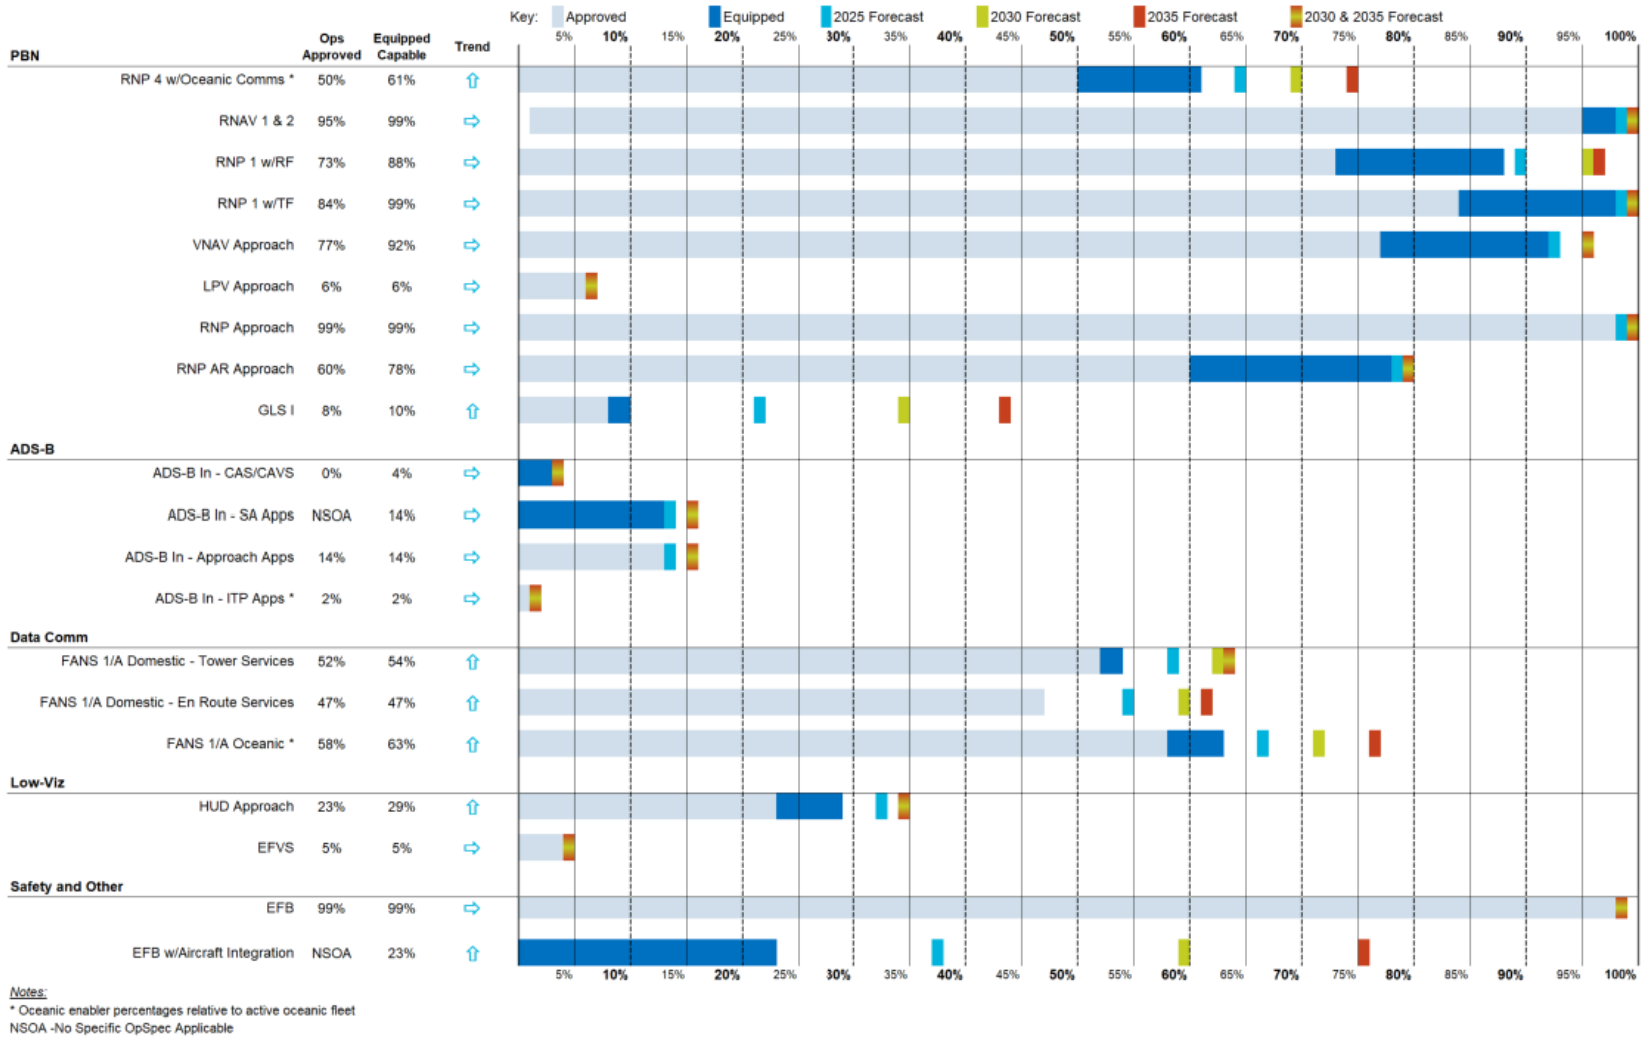 Key: Approved Equipped 2025 Forecast 2030 Forecast 2035 Forecast 2030 & 2035 Forecast
5% 10% 15% 20% 25% 30% 35% 40% 45% 50% 55% 60% 65% 70% 75% 80% 85% 90% 95% 100%
Ops Approved Equipped Capable Trend
PBN
RNP 4 w/Oceanic Comms * 50% 61%
RNAV 1 & 2 95% 99%
RNP 1 w/RF 73% 88%
RNP 1 w/TF 84% 99%
VNAV Approach 77% 92%
LPV Approach 6% 6%
RNP Approach 99% 99%
RNP AR Approach 60% 78%
GLS I 8% 10%
ADS-B
ADS-B In - CAS/CAVS 0% 4%
ADS-B In - SA Apps NSOA 14%
ADS-B In - Approach Apps 14% 14%
ADS-B In - ITP Apps * 2% 2%
Data Comm
FANS 1/A Domestic - Tower Services 52% 54%
FANS 1/A Domestic - En Route Services 47% 47%
FANS 1/A Oceanic * 58% 63%
Low-Viz
HUD Approach 23% 29%
EFVS 5% 5%
Safety and Other
EFB 99% 99%
EFB w/Aircraft Integration NSOA 23%
5% 10% 15% 20% 25% 30% 35% 40% 45% 50% 55% 60% 65% 70% 75% 80% 85% 90% 95% 100%
Notes:
* Oceanic enabler percentages relative to active oceanic fleet
NSOA -No Specific OpSpec Applicable